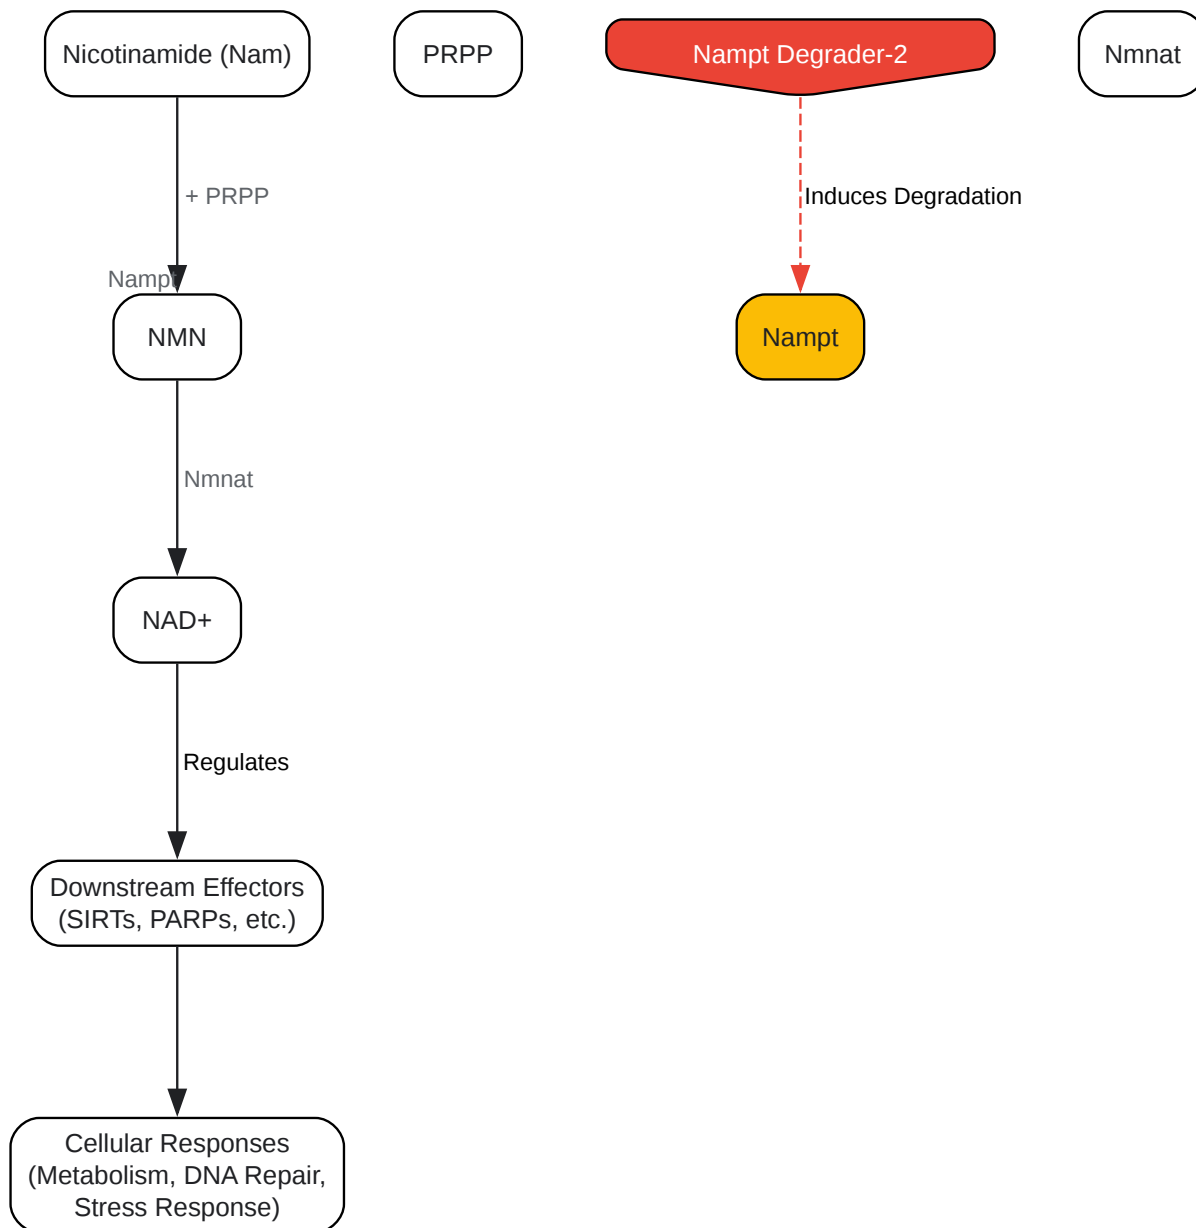 Nicotinamide (Nam)
PRPP
Nampt Degrader-2
Nmnat
+ PRPP
Induces Degradation
Nampt
NMN
Nampt
Nmnat
NAD+
Regulates
Downstream Effectors
(SIRTs, PARPs, etc.)
Cellular Responses
(Metabolism, DNA Repair,
Stress Response)